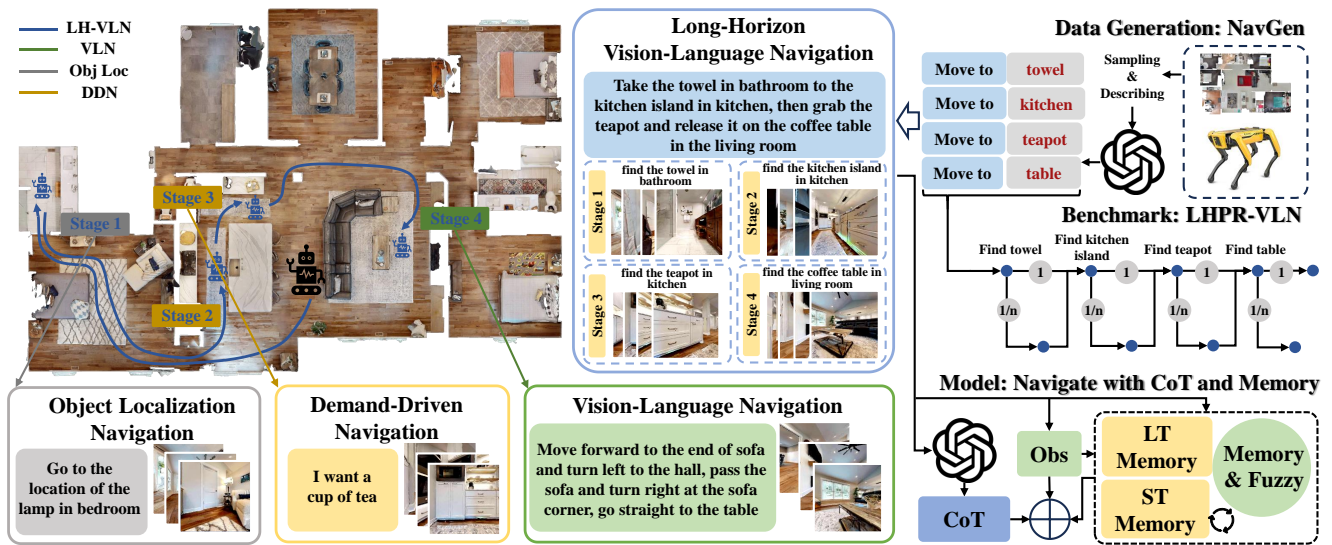 LH-VLN
VLN
Obj Loc
DDN
Stage 1
Stage 3
Stage 2
Stage 4
Long-Horizon
Vision-Language Navigation
Take the towel in bathroom to the
kitchen island in kitchen, then grab the
teapot and release it on the coffee table
in the living room
Stage 1
find the towel in
bathroom
Stage 2
find the kitchen island
in kitchen
Stage 3
find the teapot in
kitchen
Stage 4
find the coffee table in
living room
Data Generation: NavGen
Move to towel
Move to kitchen
Move to teapot
Move to table
Sampling
&
Describing
Benchmark: LHPR-VLN
Find towel
Find kitchen
island
Find teapot
Find table
1 1 1 1
1/n 1/n 1/n 1/n
Model: Navigate with CoT and Memory
Obs
CoT
LT
Memory
ST
Memory
Memory
& Fuzzy
Object Localization
Navigation
Go to the
location of the
lamp in bedroom
Demand-Driven
Navigation
I want a
cup of tea
Vision-Language Navigation
Move forward to the end of sofa
and turn left to the hall, pass the
sofa and turn right at the sofa
corner, go straight to the table